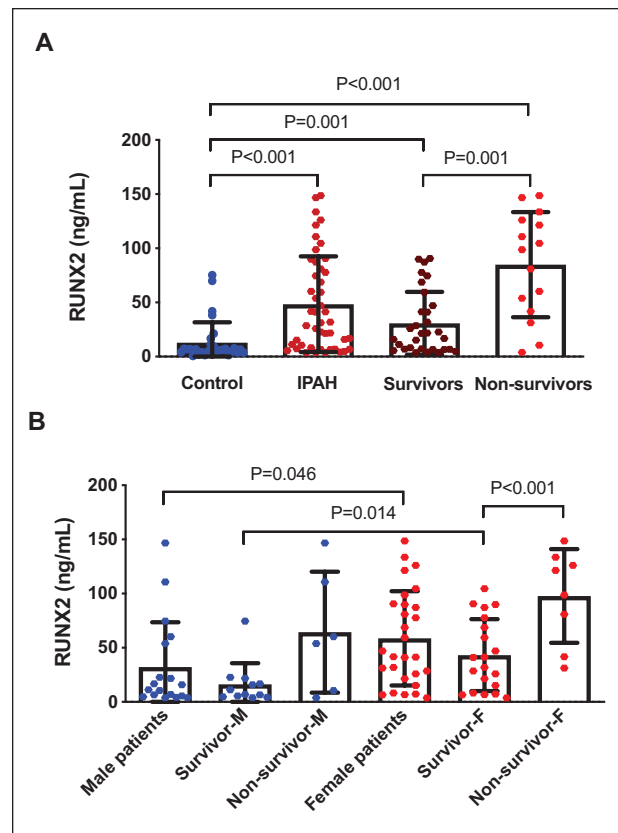 A
P<0.001
P=0.001
P<0.001
P=0.001
RUNX2 (ng/mL)
200
150
100
50
0
Control IPAH Survivors Non-survivors
B
P=0.046
P<0.001
P=0.014
RUNX2 (ng/mL)
200
150
100
50
0
Male patients
Survivor-M
Non-survivor-M
Female patients
Survivor-F
Non-survivor-F